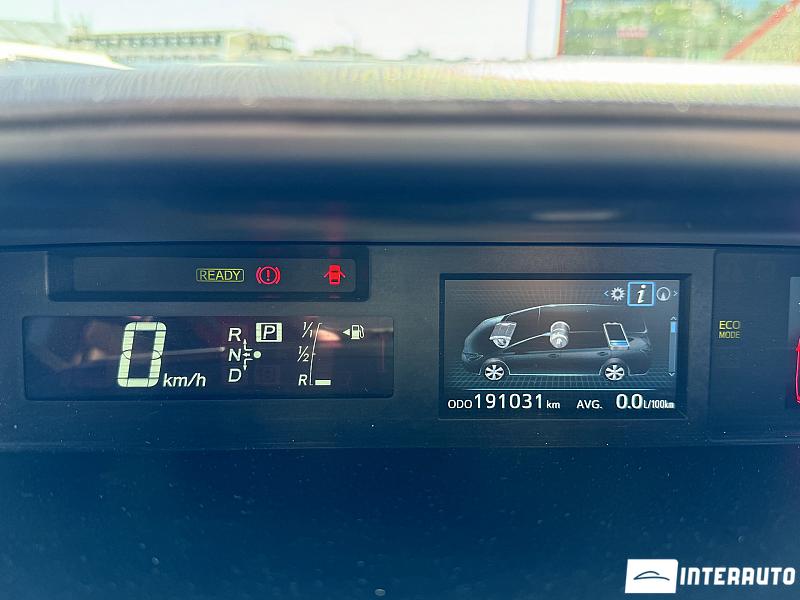 READY
0 km/h
R
N
D
P
1/1
1/2
R
i
ODO 191031 km AVG. 0.0 L/100km
ECO
MODE
INTERAUTO